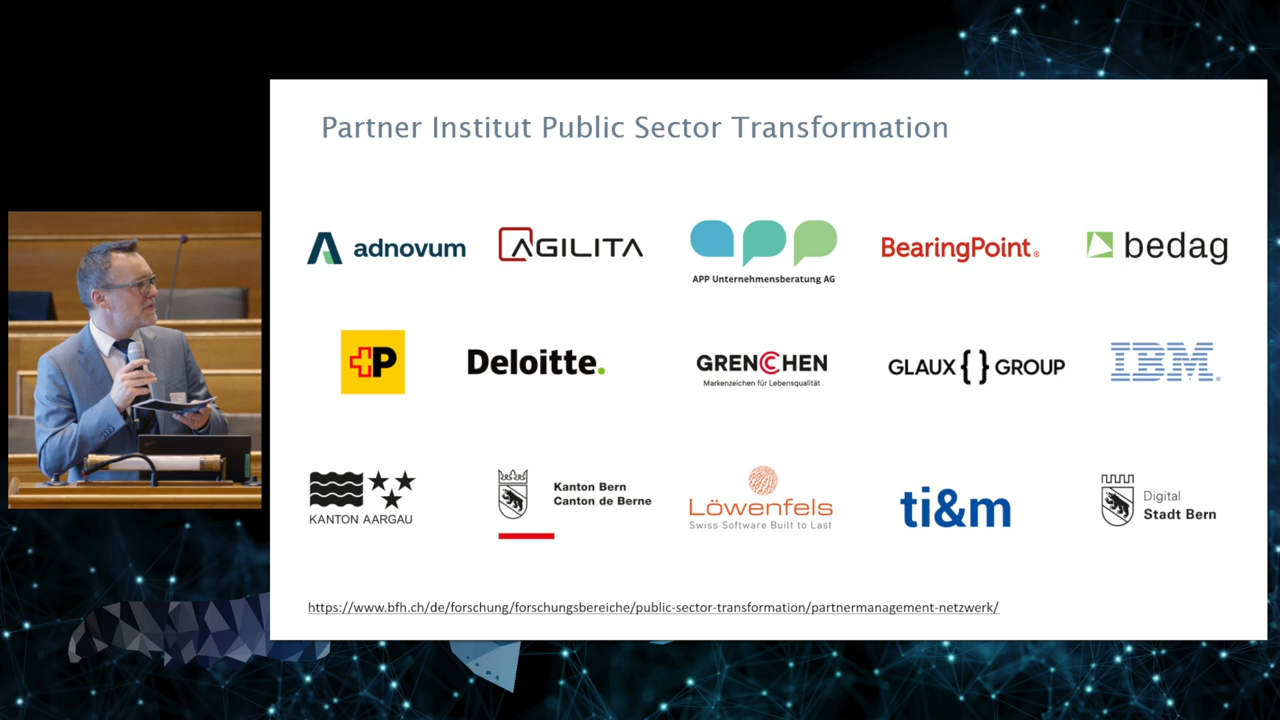 Partner Institut Public Sector Transformation
adnovum
AGILITA
APP Unternehmensberatung AG
BearingPoint®
bedag
P
Deloitte.
GRENCHEN
Markenzeichen für Lebensqualität
GLAUX {} GROUP
IBM®
KANTON AARGAU
Kanton Bern
Canton de Berne
Löwenfels
Swiss Software Built to Last
ti&m
Digital
Stadt Bern
https://www.bfh.ch/de/forschung/forschungsbereiche/public-sector-transformation/partnermanagement-netzwerk/